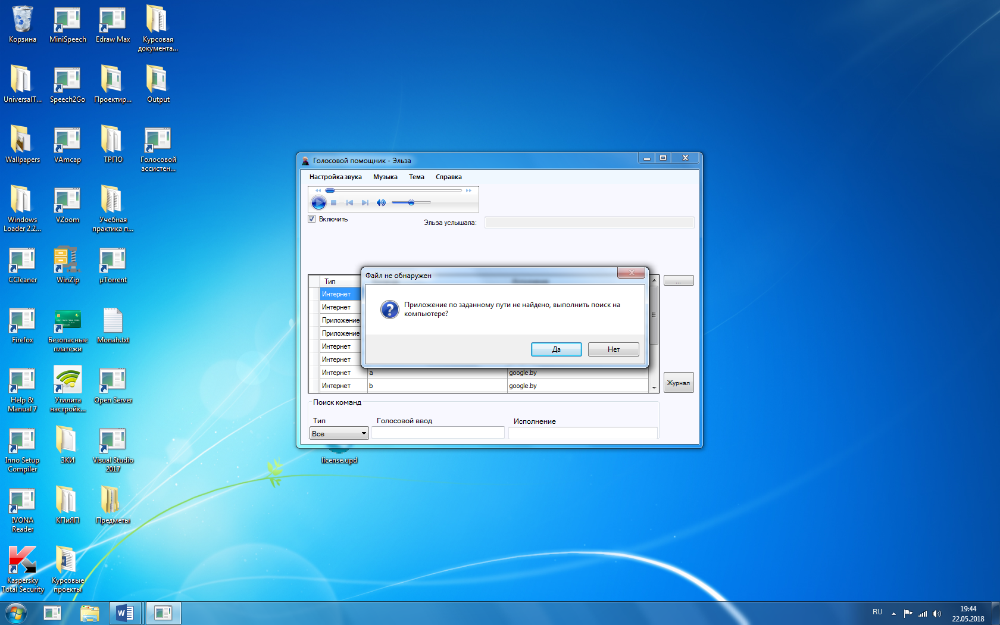 Корзина
MiniSpeech
Edraw Max
Курсовая
документа...
UniversalT...
Speech2Go
Проектир...
Output
Wallpapers
VAmcap
ТРПО
Голосовой
ассистен...
Windows
Loader 2.2...
VZoom
Учебная
практика п...
CCleaner
WinZip
µTorrent
Firefox
Безопасные
платежи
Monah.txt
Help &
Manual 7
Утилита
настройк...
Open Server
Inno Setup
Compiler
ЗКИ
Visual Studio
2017
IVONA
Reader
КПиЯП
Предметы
Kaspersky
Total Security
Курсовые
проекты
license.upd
Голосовой помощник - Эльза
Настройка звука
Музыка
Тема
Справка
Включить
Эльза услышала:
Тип
Интернет
Интернет
Приложение
Приложение
Интернет
Интернет
Интернет
a
google.by
Интернет
b
google.by
...
Журнал
Поиск команд
Тип
Голосовой ввод
Исполнение
Все
Файл не обнаружен
Приложение по заданному пути не найдено, выполнить поиск на
компьютере?
Да
Нет
RU
19:44
22.05.2018